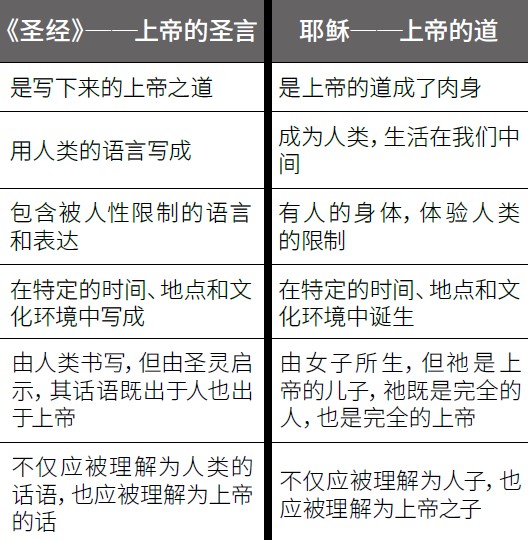 《圣经》——上帝的圣言
耶稣——上帝的道
是写下来的上帝之道
是上帝的道成了肉身
用人类的语言写成
成为人类，生活在我们中
间
包含被人性限制的语言
和表达
有人的身体，体验人类
的限制
在特定的时间、地点和文
化环境中写成
在特定的时间、地点和文
化环境中诞生
由人类书写，但由圣灵启
示，其话语既出于人也出
于上帝
由女子所生，但祂是上
帝的儿子，祂既是完全的
人，也是完全的上帝
不仅应被理解为人类的
话语，也应被理解为上帝
的话
不仅应被理解为人子，也
应被理解为上帝之子